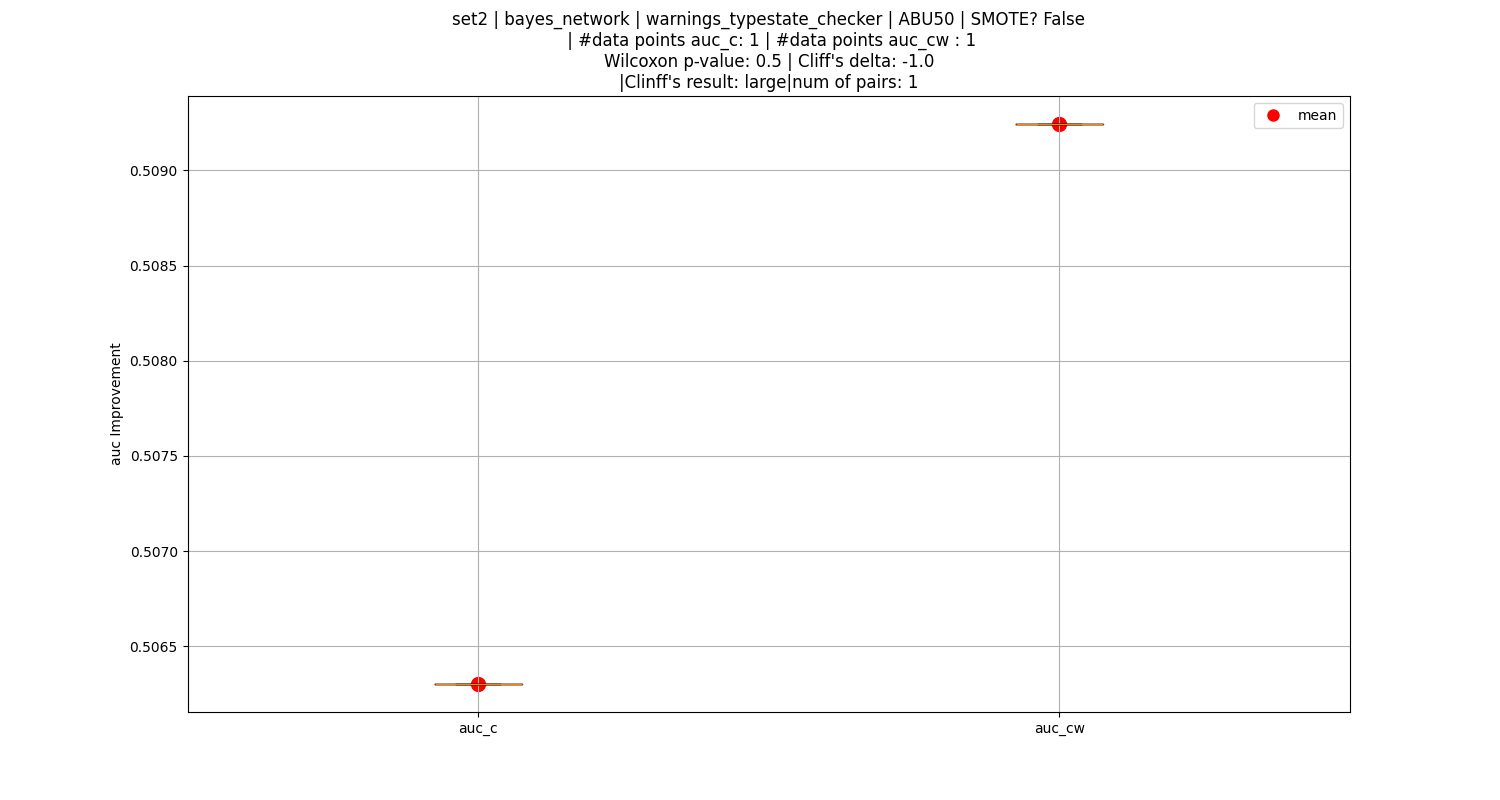 set2 | bayes_network | warnings_typestate_checker | ABU50 | SMOTE? False
| #data points auc_c: 1 | #data points auc_cw : 1
Wilcoxon p-value: 0.5 | Cliff's delta: -1.0
|Clinff's result: large|num of pairs: 1
mean
0.5090
0.5085
0.5080
0.5075
0.5070
0.5065
auc Improvement
auc_c
auc_cw